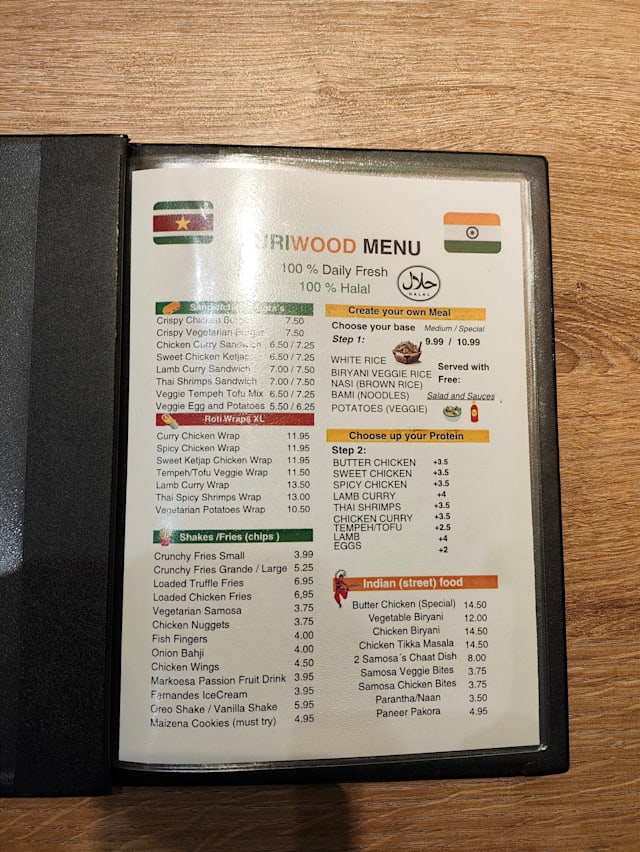 SURIWOOD MENU
100 % Daily Fresh
100 % Halal
حلال
HALAL
Crispy Chicken Burger 7.50
Crispy Vegetarian Burger 7.50
Chicken Curry Sandwich 6.50 / 7.25
Sweet Chicken Ketjap 6.50 / 7.25
Lamb Curry Sandwich 7.00 / 7.50
Thai Shrimps Sandwich 7.00 / 7.50
Veggie Tempeh Tofu Mix 6.50 / 7.25
Veggie Egg and Potatoes 5.50 / 6.25
Roti Wraps XL
Curry Chicken Wrap 11.95
Spicy Chicken Wrap 11.95
Sweet Ketjap Chicken Wrap 11.95
Tempeh/Tofu Veggie Wrap 11.50
Lamb Curry Wrap 13.50
Thai Spicy Shrimps Wrap 13.00
Vegetarian Potatoes Wrap 10.50
Shakes /Fries (chips )
Crunchy Fries Small 3.99
Crunchy Fries Grande / Large 5.25
Loaded Truffle Fries 6.95
Loaded Chicken Fries 6,95
Vegetarian Samosa 3.75
Chicken Nuggets 3.75
Fish Fingers 4.00
Onion Bahji 4.00
Chicken Wings 4.50
Markoesa Passion Fruit Drink 3.95
Fernandes IceCream 3.95
Oreo Shake / Vanilla Shake 5.95
Maizena Cookies (must try) 4.95
Create your own Meal
Choose your base Medium / Special
Step 1: 9.99 / 10.99
WHITE RICE
BIRYANI VEGGIE RICE
NASI (BROWN RICE)
BAMI (NOODLES)
POTATOES (VEGGIE)
Served with
Free:
Salad and Sauces
Choose up your Protein
Step 2:
BUTTER CHICKEN +3.5
SWEET CHICKEN +3.5
SPICY CHICKEN +3.5
LAMB CURRY +4
THAI SHRIMPS +3.5
CHICKEN CURRY +3.5
TEMPEH/TOFU +2.5
LAMB +4
EGGS +2
Indian (street) food
Butter Chicken (Special) 14.50
Vegetable Biryani 12.00
Chicken Biryani 14.50
Chicken Tikka Masala 14.50
2 Samosa´s Chaat Dish 8.00
Samosa Veggie Bites 3.75
Samosa Chicken Bites 3.75
Parantha/Naan 3.50
Paneer Pakora 4.95